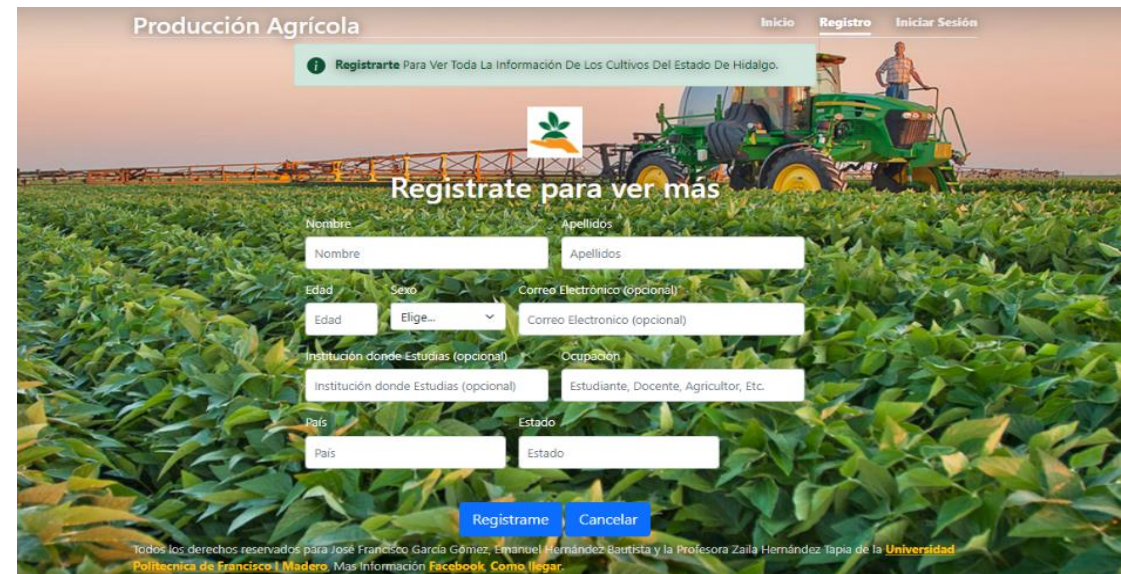 Producción Agrícola
Inicio Registro Iniciar Sesión
Registrarte Para Ver Toda La Información De Los Cultivos Del Estado De Hidalgo.
Registrate para ver más
Nombre Apellidos
Nombre Apellidos
Edad Sexo Correo Electrónico (opcional)
Edad Elige... Correo Electronico (opcional)
Institución donde Estudias (opcional) Ocupación
Institución donde Estudias (opcional) Estudiante, Docente, Agricultor, Etc.
País Estado
País Estado
Registrame Cancelar
Todos los derechos reservados para José Francisco García Gómez, Emanuel Hernández Bautista y la Profesora Zaila Hernández Tapia de la Universidad
Politecnica de Francisco I Madero, Mas Información Facebook, Como llegar.